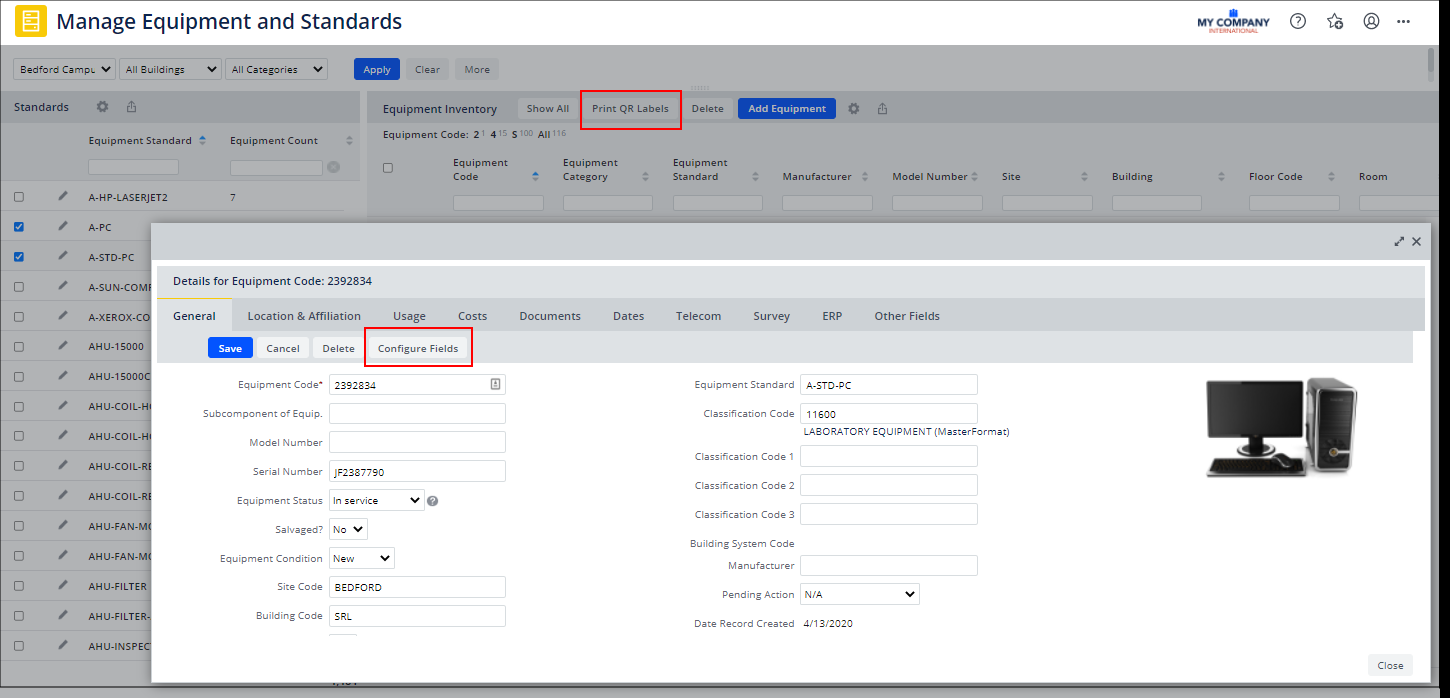 Manage Equipment and Standards
MY COMPANY
INTERNATIONAL
Bedford Campu
All Buildings
All Categories
Apply
Clear
More
Standards
Equipment Inventory
Show All
Print QR Labels
Delete
Add Equipment
Equipment Code: 2 1 4 15 S 100 All 116
Equipment Standard
Equipment Count
Equipment Code
Equipment Category
Equipment Standard
Manufacturer
Model Number
Site
Building
Floor Code
Room
A-HP-LASERJET2 7
A-PC
A-STD-PC
A-SUN-COMP
A-XEROX-CO
AHU-15000
AHU-15000C
AHU-COIL-HO
AHU-COIL-HO
AHU-COIL-RE
AHU-COIL-RE
AHU-FAN-MO
AHU-FAN-MO
AHU-FILTER
AHU-FILTER-
AHU-INSPEC
Details for Equipment Code: 2392834
General
Location & Affiliation
Usage
Costs
Documents
Dates
Telecom
Survey
ERP
Other Fields
Save
Cancel
Delete
Configure Fields
Equipment Code* 2392834
Subcomponent of Equip.
Model Number
Serial Number JF2387790
Equipment Status In service
Salvaged? No
Equipment Condition New
Site Code BEDFORD
Building Code SRL
Equipment Standard A-STD-PC
Classification Code 11600
LABORATORY EQUIPMENT (MasterFormat)
Classification Code 1
Classification Code 2
Classification Code 3
Building System Code
Manufacturer
Pending Action N/A
Date Record Created 4/13/2020
Close